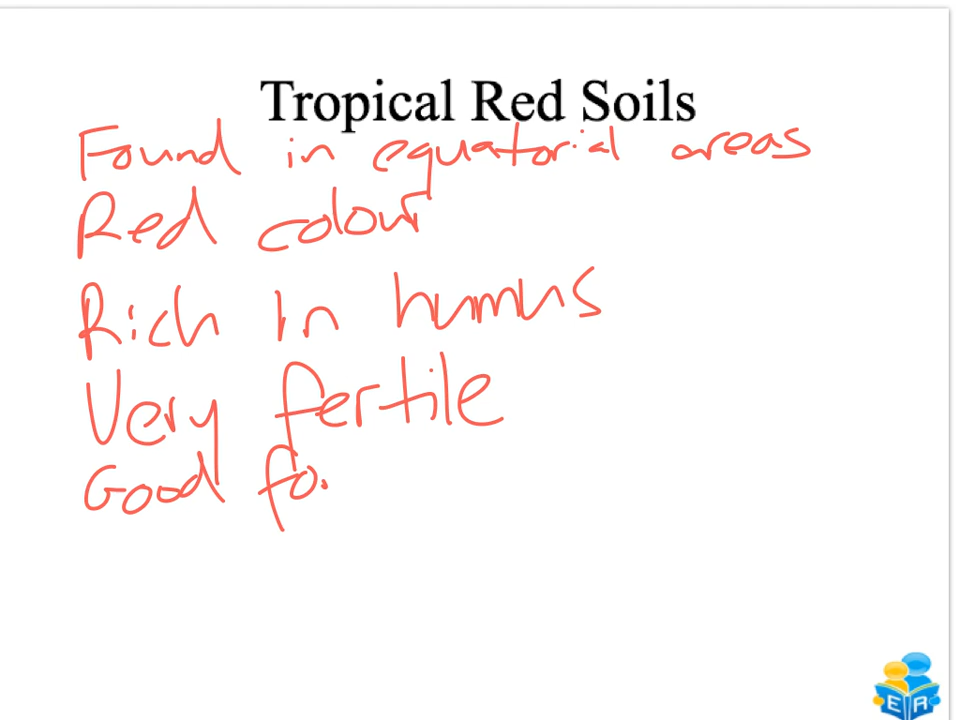 Tropical Red Soils
Found in equatorial areas
Red colour
Rich in humus
Very fertile
Good fo
E R